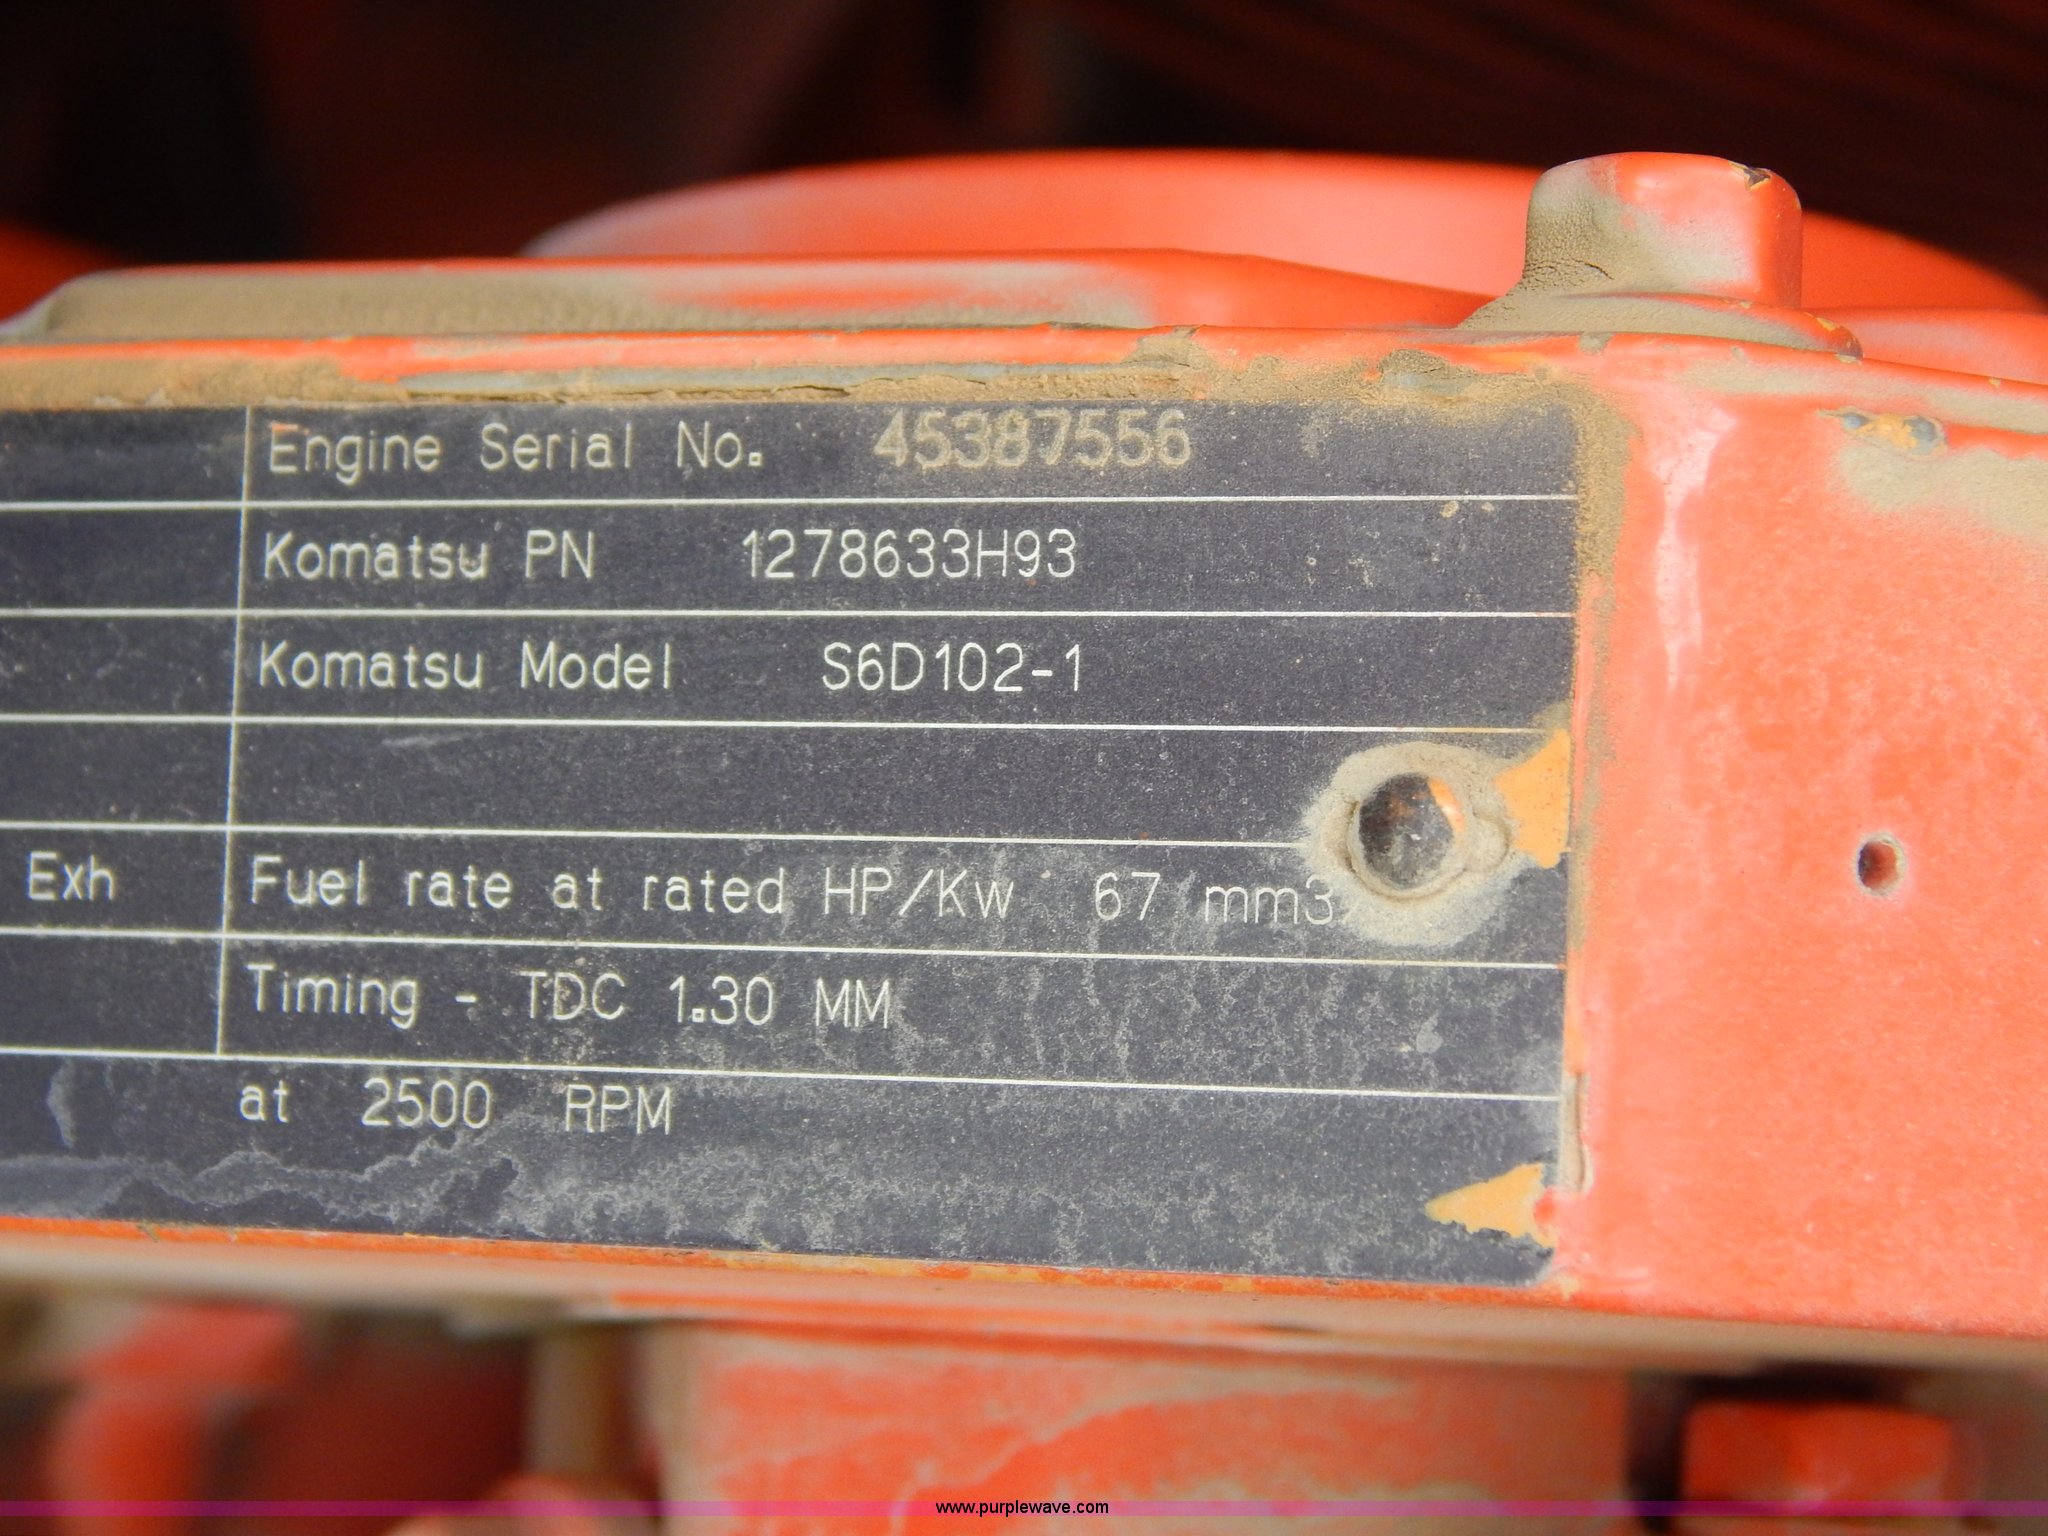 Engine Serial No. 45387556
Komatsu PN 1278633H93
Komatsu Model S6D102-1
Exh Fuel rate at rated HP/Kw 67 mm3
Timing - TDC 1.30 MM
at 2500 RPM
www.purplewave.com